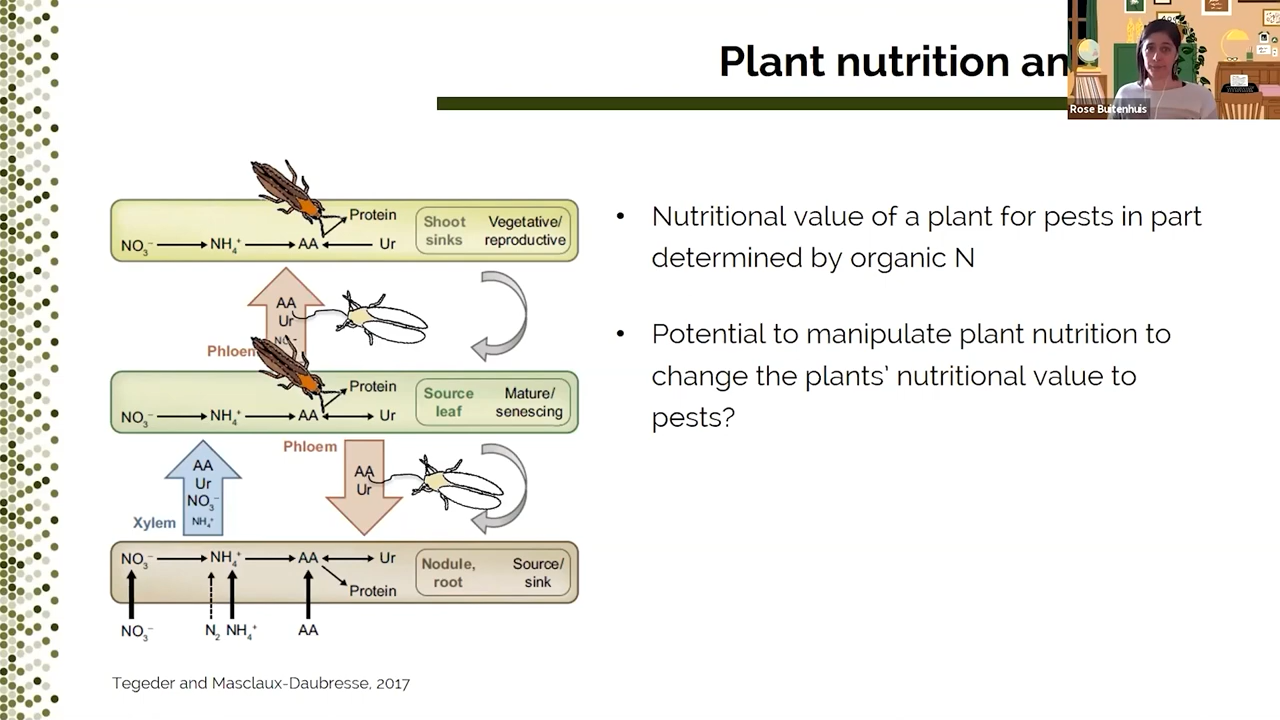 Plant nutrition an
Rose Buitenhuis
NO₃⁻ NH₄⁺ AA Ur
Protein
Shoot sinks
Vegetative/ reproductive
AA
Ur
NO₃⁻
Phloem
NO₃⁻ NH₄⁺ AA Ur
Protein
Source leaf
Mature/ senescing
Phloem
AA
Ur
AA
Ur
NO₃⁻
NH₄⁺
Xylem
NO₃⁻ NH₄⁺ AA Ur
Protein
Nodule, root
Source/ sink
NO₃⁻ N₂ NH₄⁺ AA
Tegeder and Masclaux-Daubresse, 2017
• Nutritional value of a plant for pests in part
determined by organic N
• Potential to manipulate plant nutrition to
change the plants’ nutritional value to
pests?